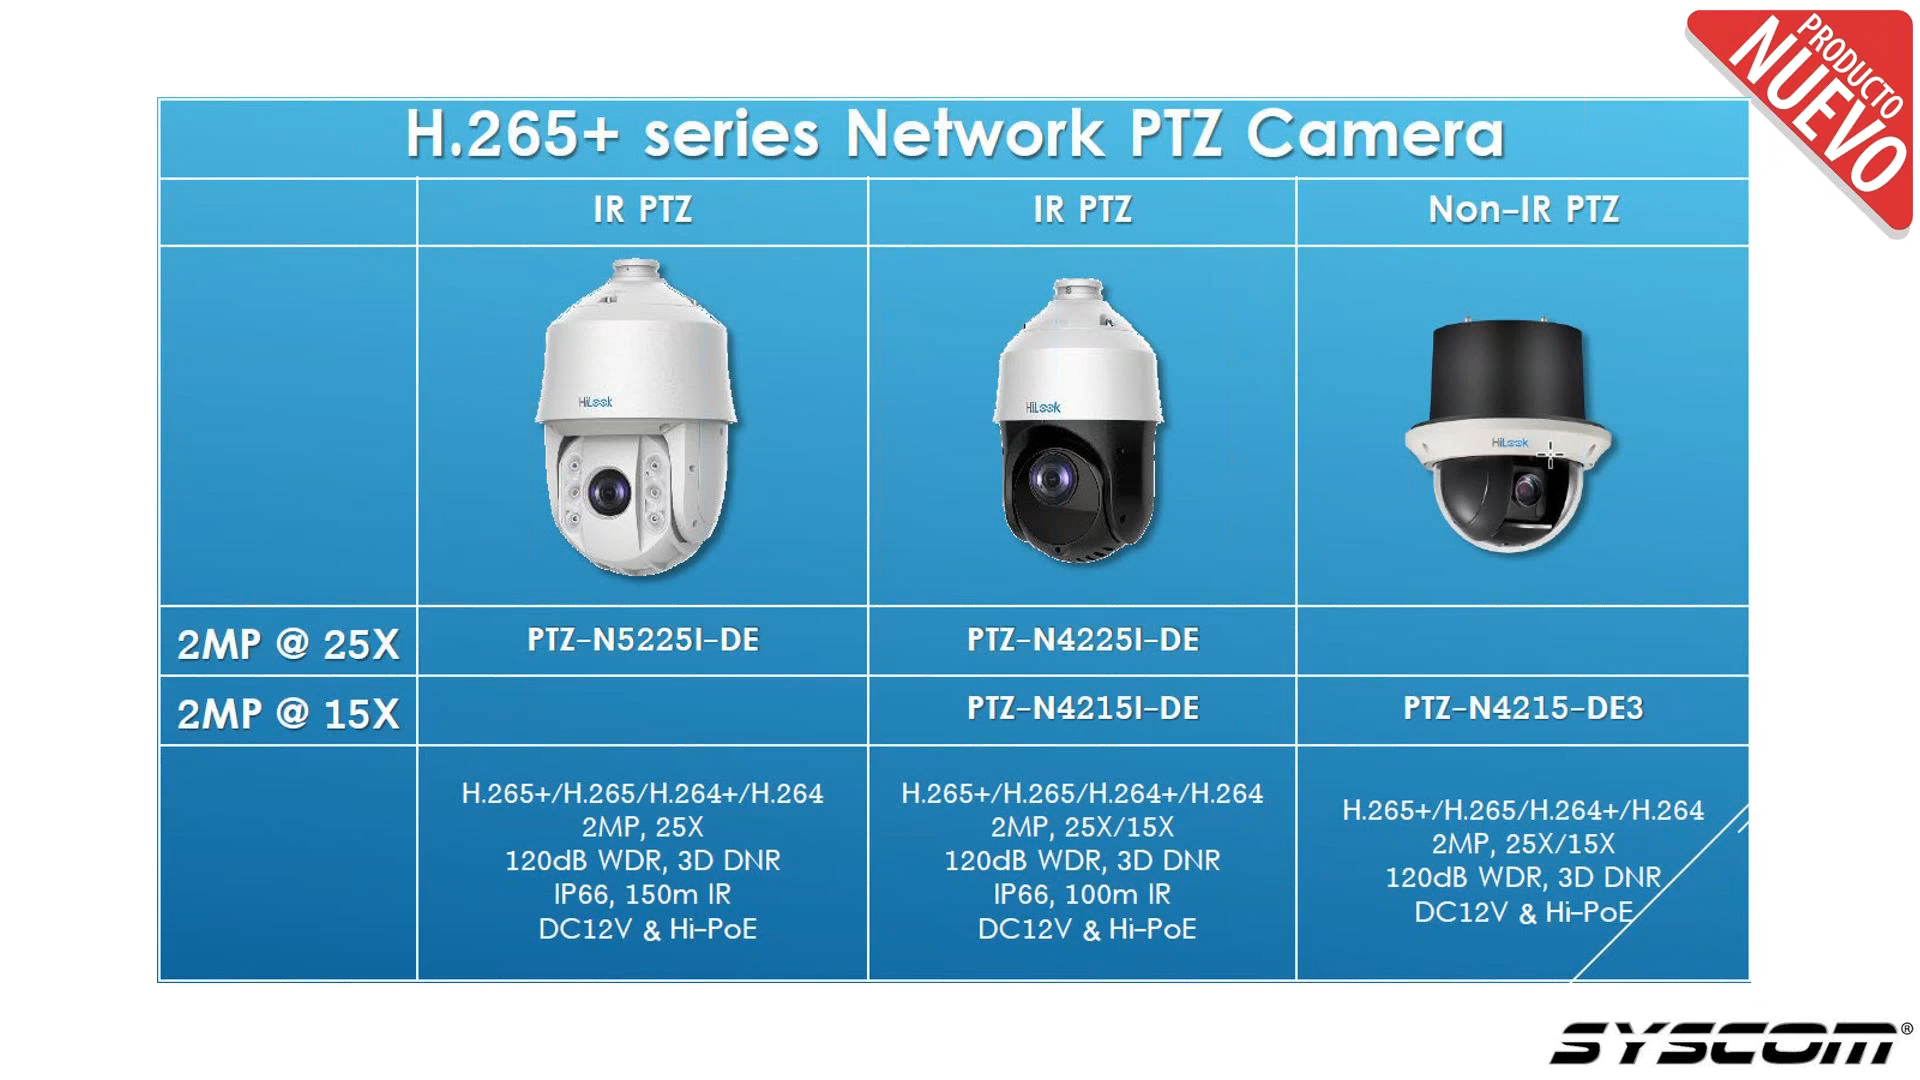 PRODUCTO
NUEVO
H.265+ series Network PTZ Camera
IR PTZ
IR PTZ
Non-IR PTZ
HiLook
HiLook
HiLook
2MP @ 25X
PTZ-N5225I-DE
PTZ-N4225I-DE
2MP @ 15X
PTZ-N4215I-DE
PTZ-N4215-DE3
H.265+/H.265/H.264+/H.264
2MP, 25X
120dB WDR, 3D DNR
IP66, 150m IR
DC12V & Hi-PoE
H.265+/H.265/H.264+/H.264
2MP, 25X/15X
120dB WDR, 3D DNR
IP66, 100m IR
DC12V & Hi-PoE
H.265+/H.265/H.264+/H.264
2MP, 25X/15X
120dB WDR, 3D DNR
DC12V & Hi-PoE
SYSCOM®